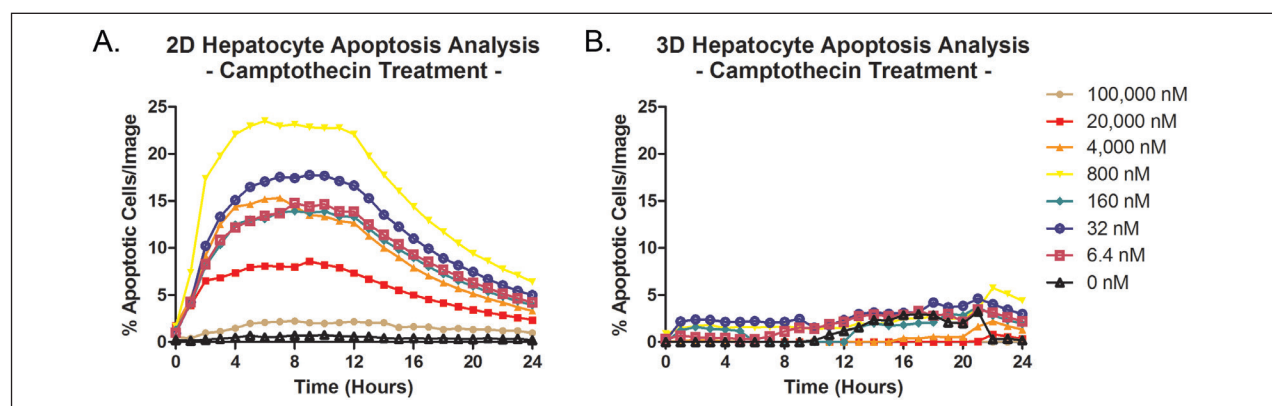 A.
2D Hepatocyte Apoptosis Analysis
- Camptothecin Treatment -
% Apoptotic Cells/Image
25
20
15
10
5
0
0 4 8 12 16 20 24
Time (Hours)
B.
3D Hepatocyte Apoptosis Analysis
- Camptothecin Treatment -
% Apoptotic Cells/Image
25
20
15
10
5
0
0 4 8 12 16 20 24
Time (Hours)
100,000 nM
20,000 nM
4,000 nM
800 nM
160 nM
32 nM
6.4 nM
0 nM